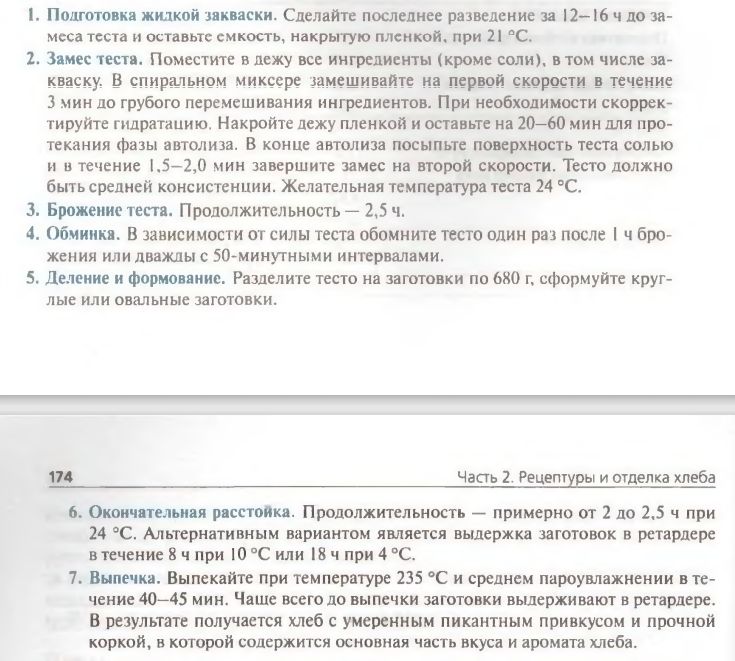 1. Подготовка жидкой закваски. Сделайте последнее разведение за 12–16 ч до за-
меса теста и оставьте емкость, накрытую пленкой, при 21 °C.
2. Замес теста. Поместите в дежу все ингредиенты (кроме соли), в том числе за-
кваску. В спиральном миксере замешивайте на первой скорости в течение
3 мин до грубого перемешивания ингредиентов. При необходимости скоррек-
тируйте гидратацию. Накройте дежу пленкой и оставьте на 20–60 мин для про-
текания фазы автолиза. В конце автолиза посыпьте поверхность теста солью
и в течение 1,5–2,0 мин завершите замес на второй скорости. Тесто должно
быть средней консистенции. Желательная температура теста 24 °C.
3. Брожение теста. Продолжительность — 2,5 ч.
4. Обминка. В зависимости от силы теста обомните тесто один раз после 1 ч бро-
жения или дважды с 50-минутными интервалами.
5. Деление и формование. Разделите тесто на заготовки по 680 г, сформуйте круг-
лые или овальные заготовки.
174 Часть 2. Рецептуры и отделка хлеба
6. Окончательная расстойка. Продолжительность — примерно от 2 до 2,5 ч при
24 °C. Альтернативным вариантом является выдержка заготовок в ретардере
в течение 8 ч при 10 °C или 18 ч при 4 °C.
7. Выпечка. Выпекайте при температуре 235 °C и среднем пароувлажнении в те-
чение 40–45 мин. Чаще всего до выпечки заготовки выдерживают в ретардере.
В результате получается хлеб с умеренным пикантным привкусом и прочной
коркой, в которой содержится основная часть вкуса и аромата хлеба.